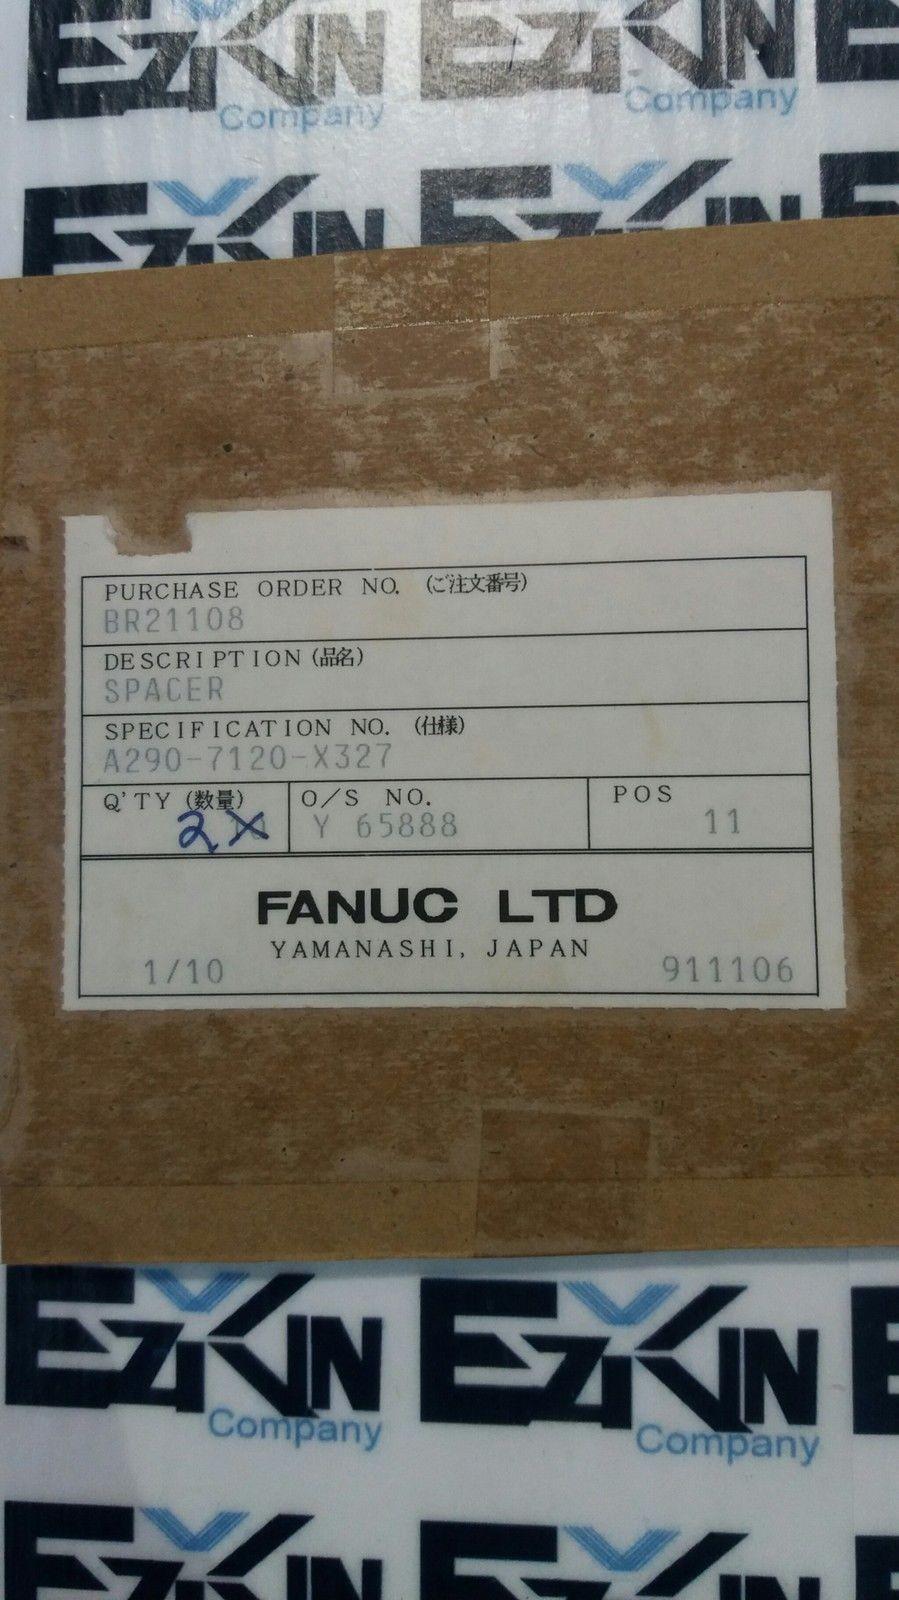 EZKIN EZKIN
Company Company
EZKIN EZKIN
PURCHASE ORDER NO. (ご注文番号)
BR21108
DESCRIPTION (品名)
SPACER
SPECIFICATION NO. (仕様)
A290-7120-X327
Q'TY (数量) O/S NO. POS
2 Y 65888 11
FANUC LTD
YAMANASHI, JAPAN
1/10 911106
EZKIN EZKIN
Company Company
EZKIN EZKIN